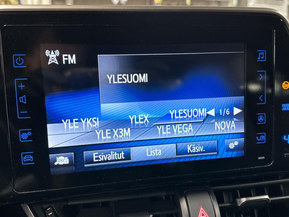 FM
YLESUOMI
YLE YKSI YLEX YLESUOMI 1/6
YLE X3M YLE VEGA NOVA
Esivalitut Lista Käsiv.